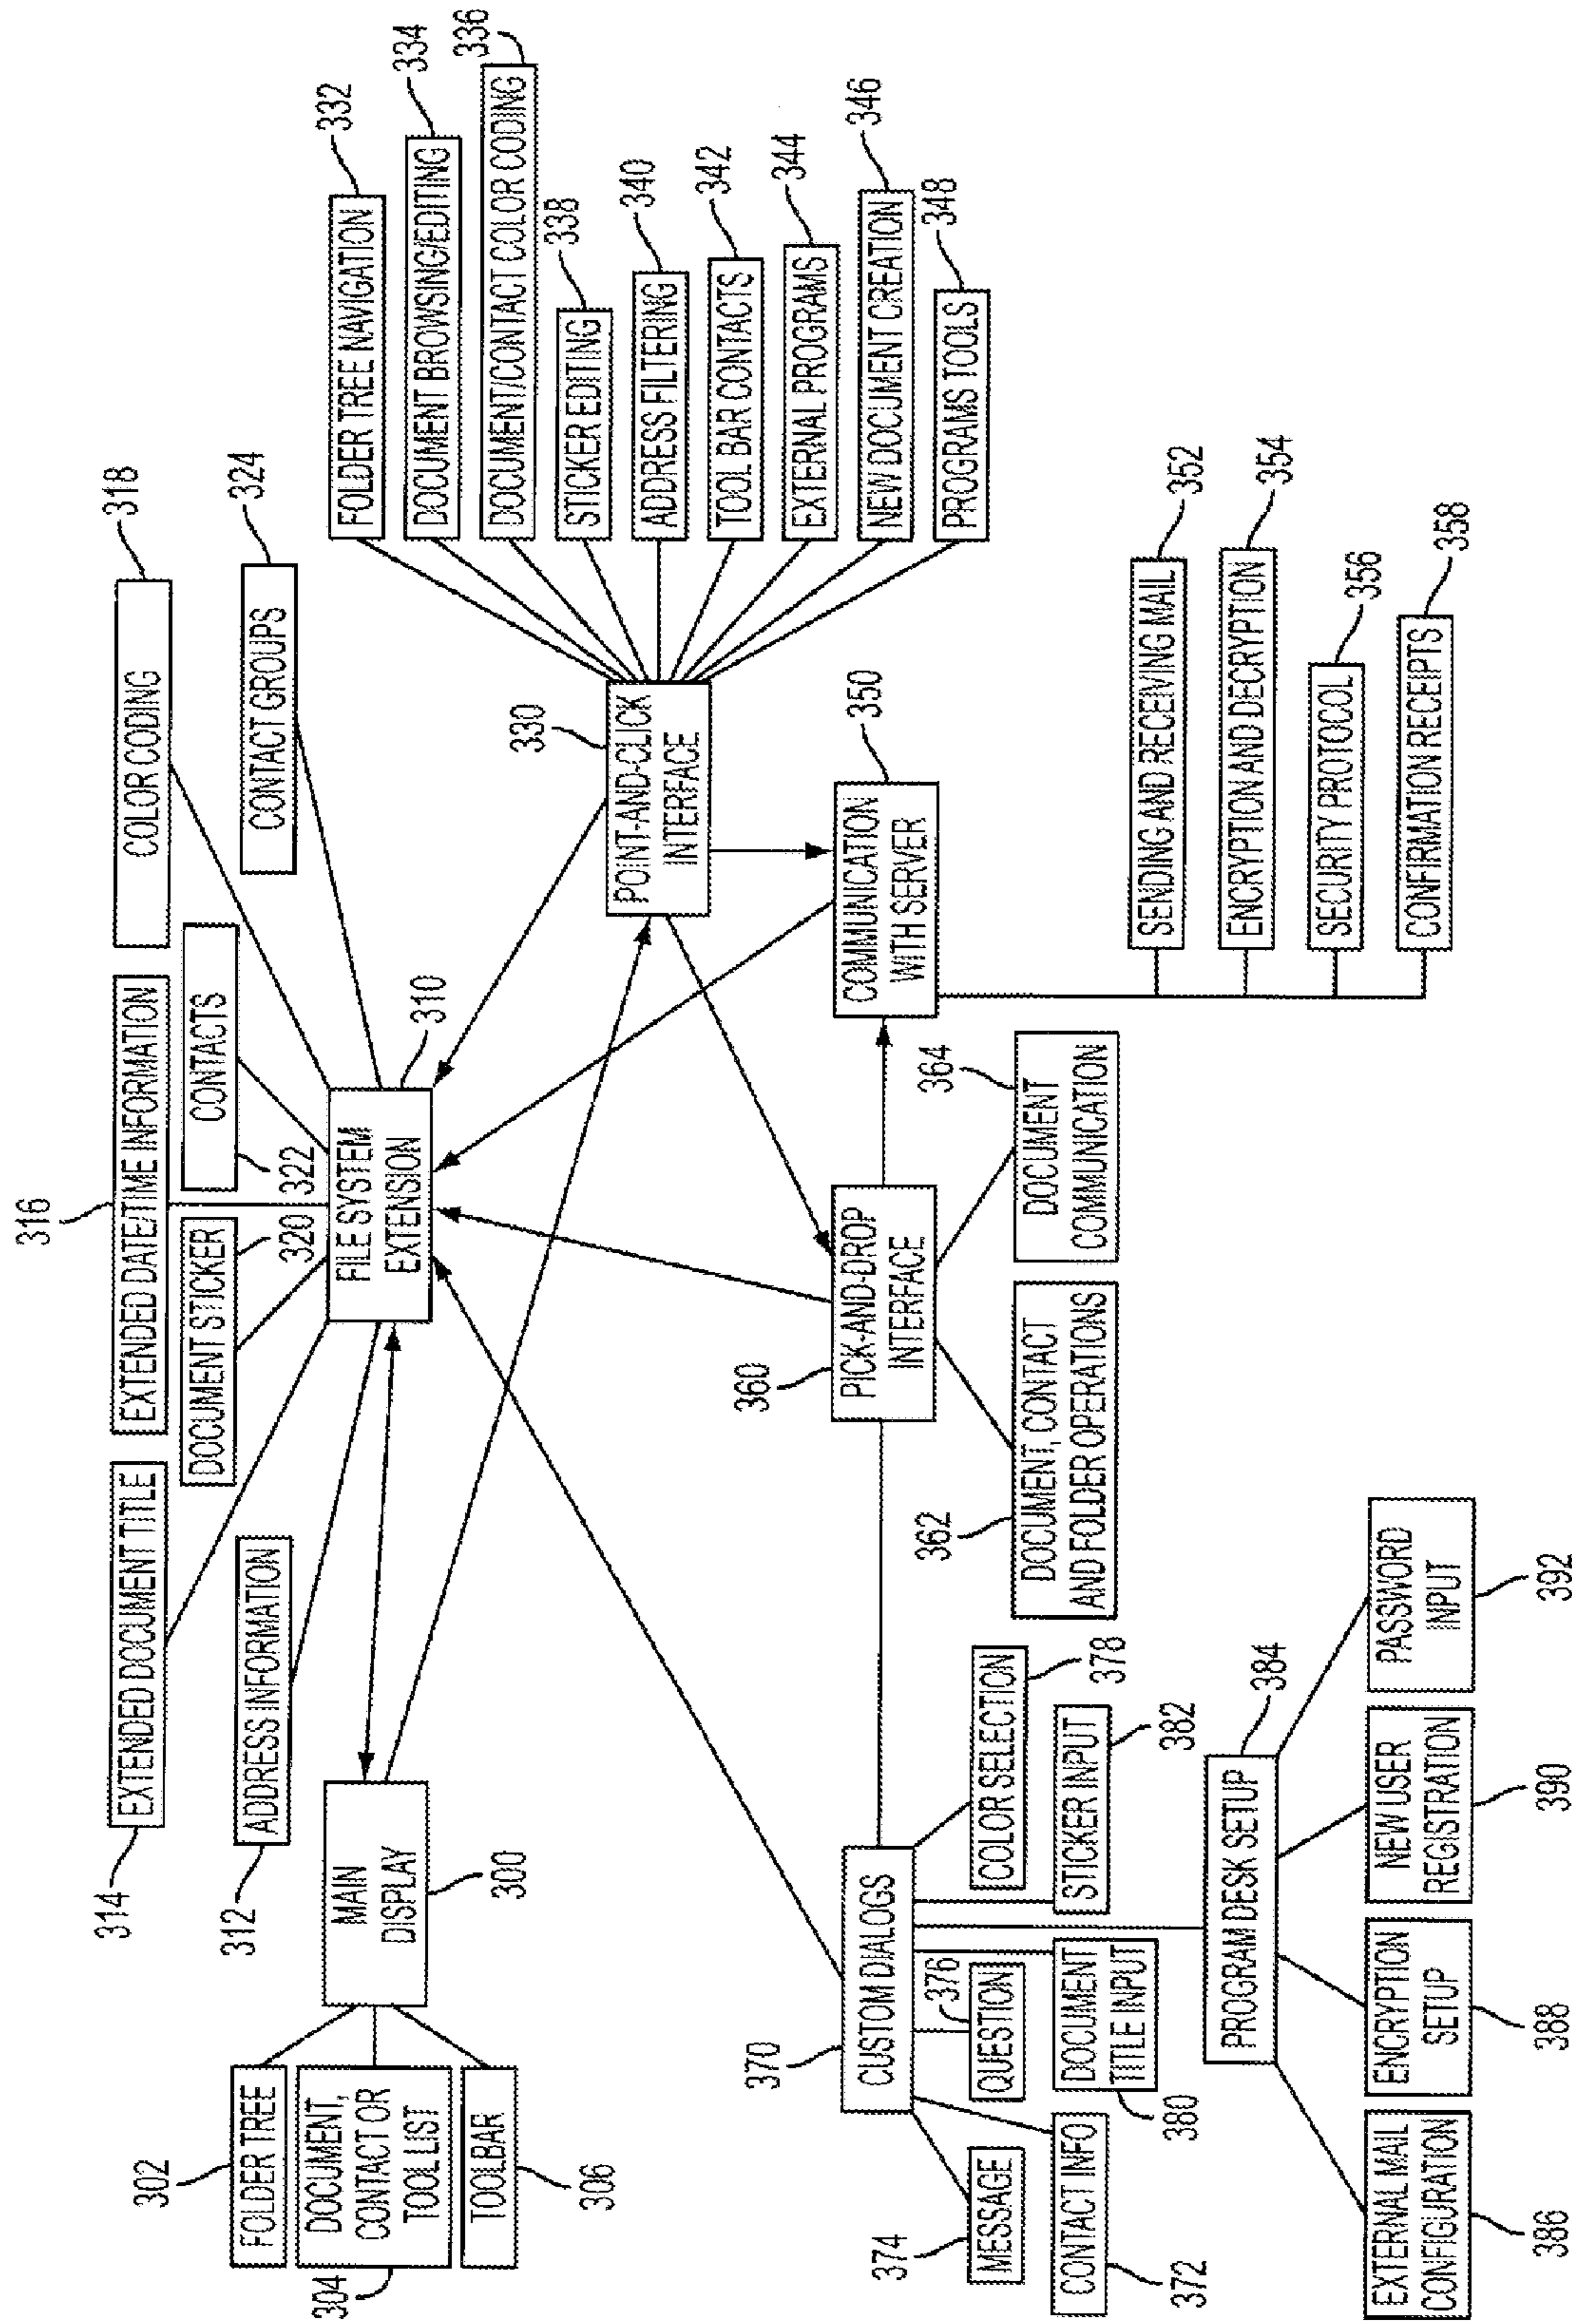 316
314
EXTENDED DOCUMENT TITLE
EXTENDED DATE/TIME INFORMATION
COLOR CODING
318
DOCUMENT STICKER
CONTACTS
312
ADDRESS INFORMATION
320
322
CONTACT GROUPS
324
302
FOLDER TREE
DOCUMENT,
CONTACT OR
TOOL LIST
304
TOOLBAR
306
MAIN
DISPLAY
300
FILE SYSTEM
EXTENSION
310
330
POINT-AND-CLICK
INTERFACE
FOLDER TREE NAVIGATION
332
DOCUMENT BROWSING/EDITING
334
DOCUMENT/CONTACT COLOR CODING
336
STICKER EDITING
338
ADDRESS FILTERING
340
TOOL BAR CONTACTS
342
EXTERNAL PROGRAMS
344
NEW DOCUMENT CREATION
346
PROGRAMS TOOLS
348
370
CUSTOM DIALOGS
360
PICK-AND-DROP
INTERFACE
COMMUNICATION
WITH SERVER
350
374
MESSAGE
376
QUESTION
COLOR SELECTION
378
362
DOCUMENT, CONTACT
AND FOLDER OPERATIONS
DOCUMENT
COMMUNICATION
364
372
CONTACT INFO
380
DOCUMENT
TITLE INPUT
STICKER INPUT
382
SENDING AND RECEIVING MAIL
352
ENCRYPTION AND DECRYPTION
354
SECURITY PROTOCOL
356
CONFIRMATION RECEIPTS
358
PROGRAM DESK SETUP
384
EXTERNAL MAIL
CONFIGURATION
386
ENCRYPTION
SETUP
388
NEW USER
REGISTRATION
390
PASSWORD
INPUT
392